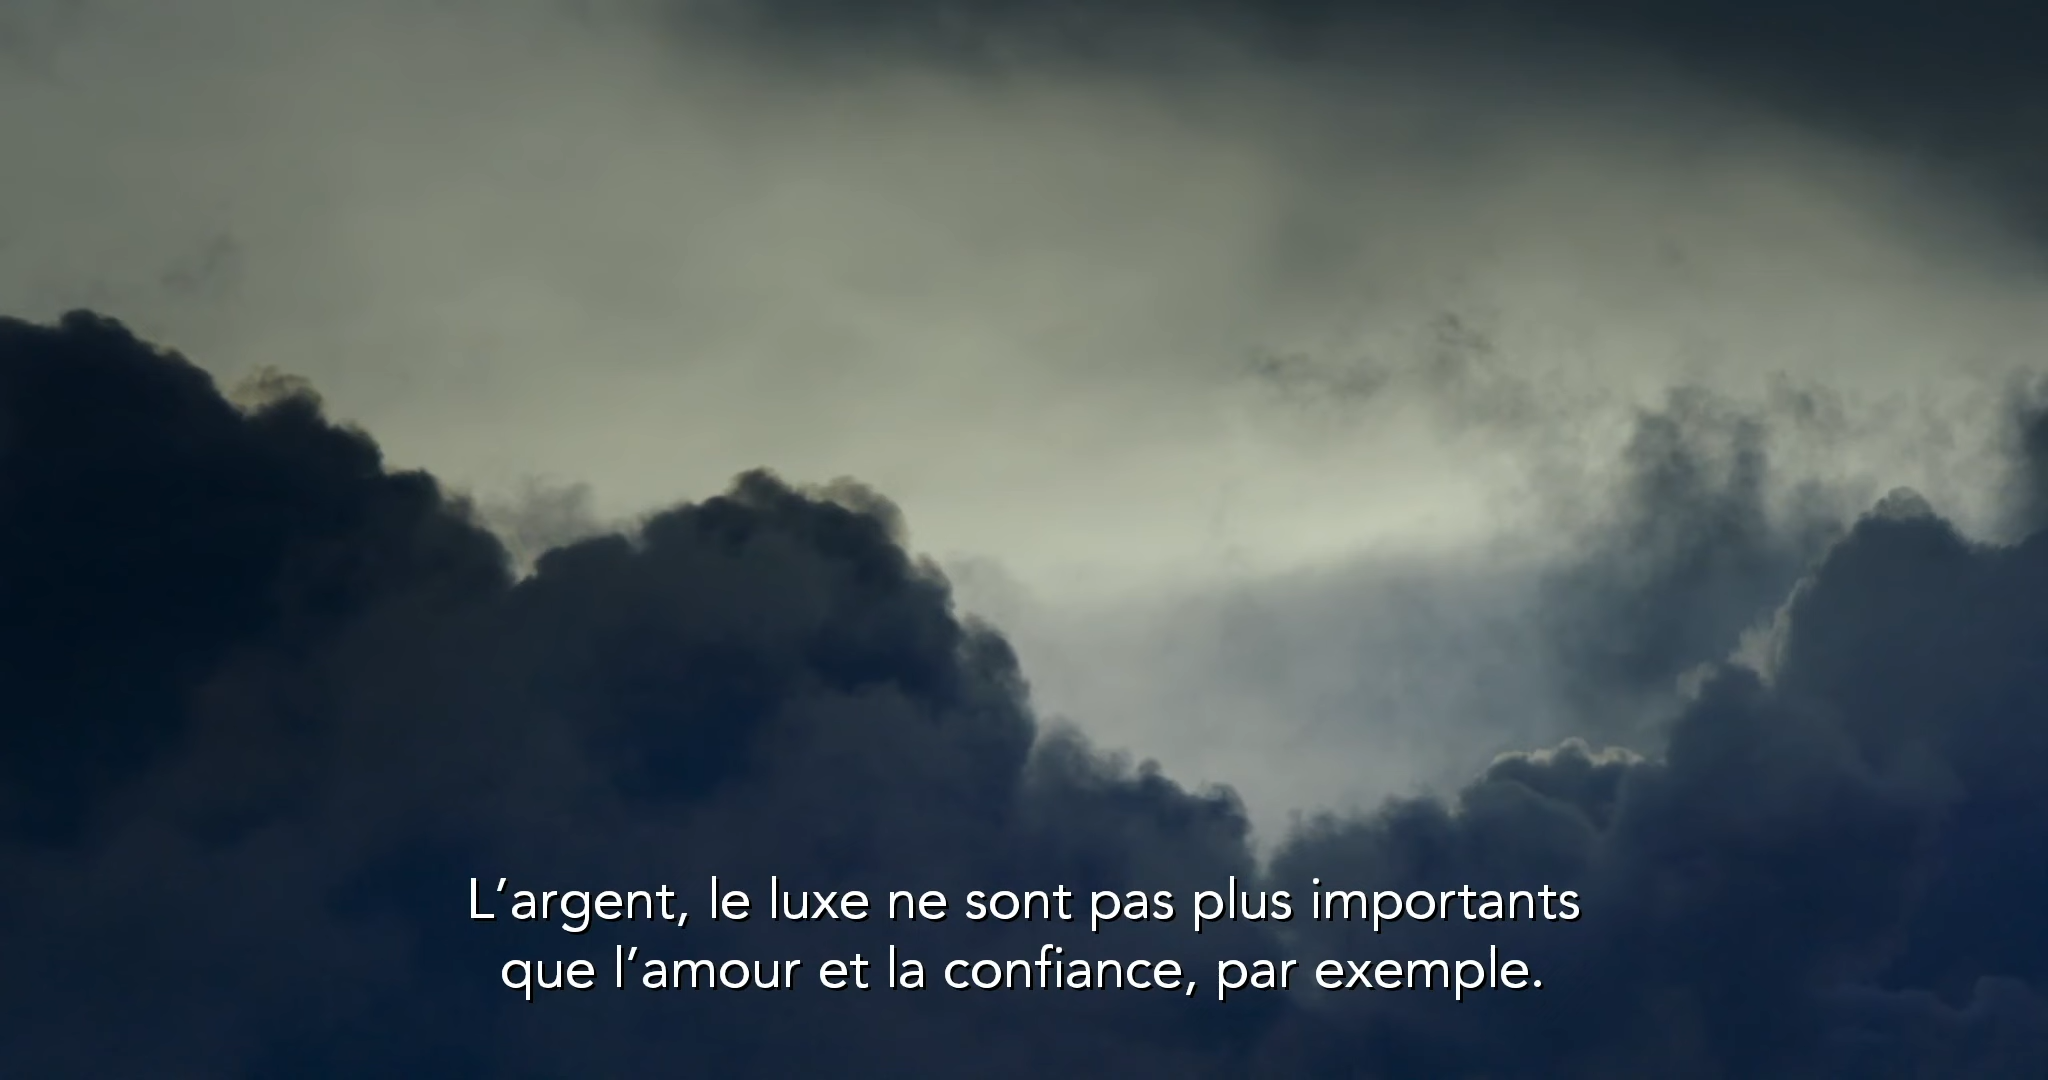 L’argent, le luxe ne sont pas plus importants
que l’amour et la confiance, par exemple.